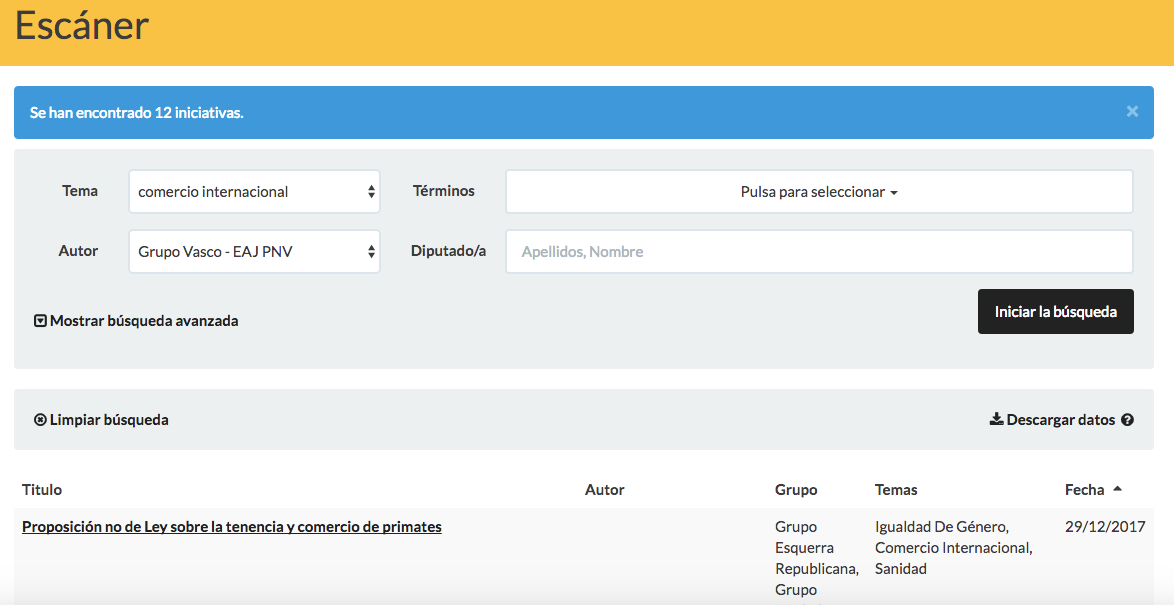 Escáner
Se han encontrado 12 iniciativas.
×
Tema
comercio internacional
Términos
Pulsa para seleccionar
Autor
Grupo Vasco - EAJ PNV
Diputado/a
Apellidos, Nombre
Mostrar búsqueda avanzada
Iniciar la búsqueda
Limpiar búsqueda
Descargar datos
Titulo Autor Grupo Temas Fecha
Proposición no de Ley sobre la tenencia y comercio de primates
Grupo
Esquerra
Republicana,
Grupo
Igualdad De Género,
Comercio Internacional,
Sanidad
29/12/2017